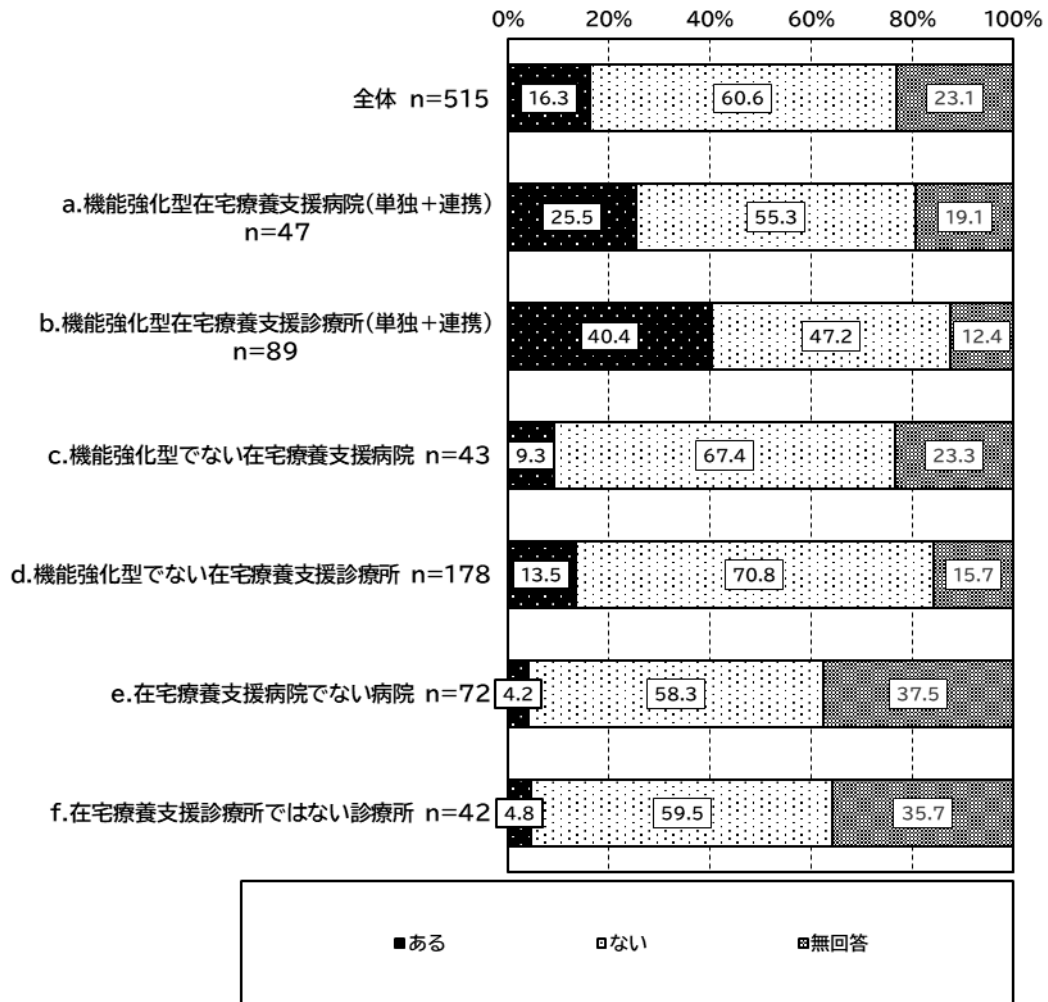 0% 20% 40% 60% 80% 100%
全体 n=515 16.3 60.6 23.1
a.機能強化型在宅療養支援病院(単独+連携)
n=47
25.5 55.3 19.1
b.機能強化型在宅療養支援診療所(単独+連携)
n=89
40.4 47.2 12.4
c.機能強化型でない在宅療養支援病院 n=43 9.3 67.4 23.3
d.機能強化型でない在宅療養支援診療所 n=178 13.5 70.8 15.7
e.在宅療養支援病院でない病院 n=72 4.2 58.3 37.5
f.在宅療養支援診療所ではない診療所 n=42 4.8 59.5 35.7
ある ない 無回答